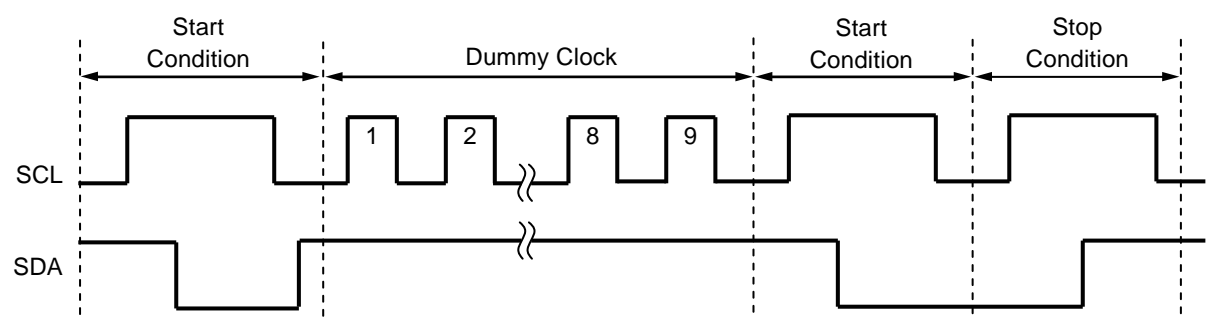 Start
Condition
Dummy Clock
Start
Condition
Stop
Condition
SCL
1
2
8
9
SDA